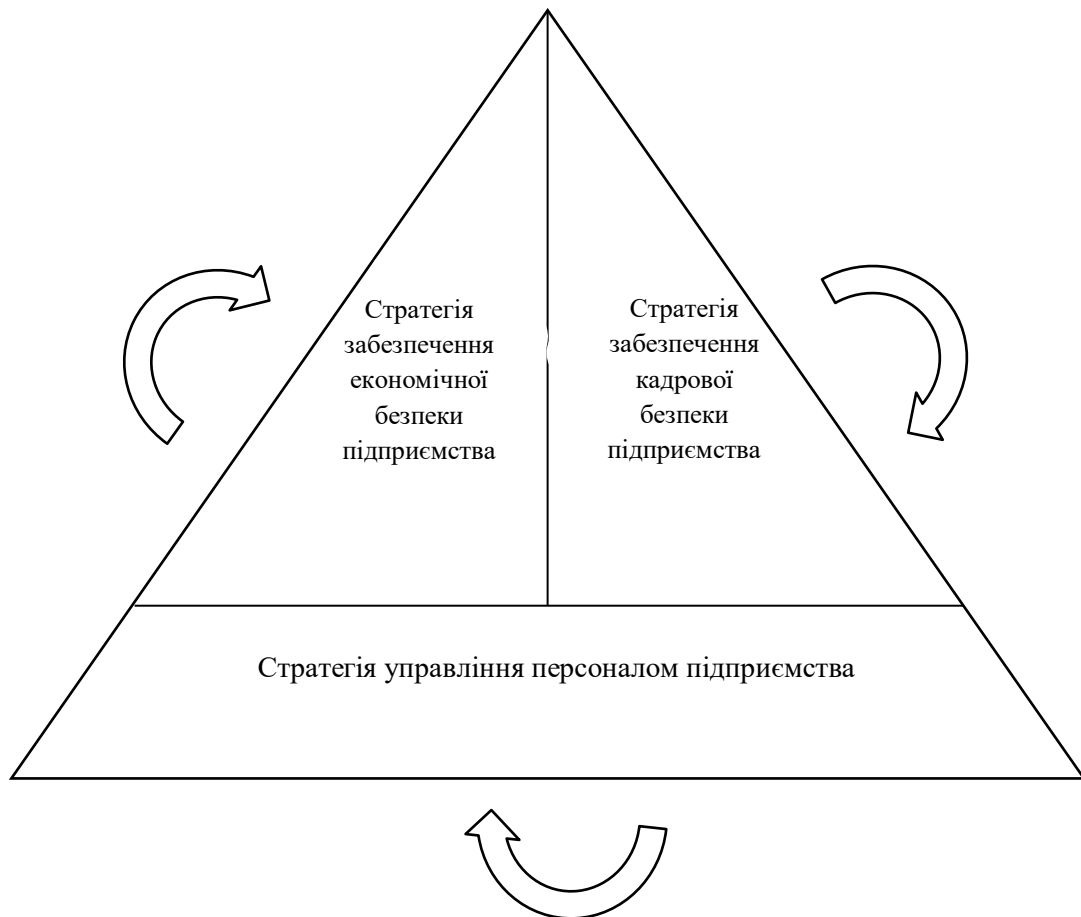 Стратегія
забезпечення
економічної
безпеки
підприємства
Стратегія
забезпечення
кадрової
безпеки
підприємства
Стратегія управління персоналом підприємства